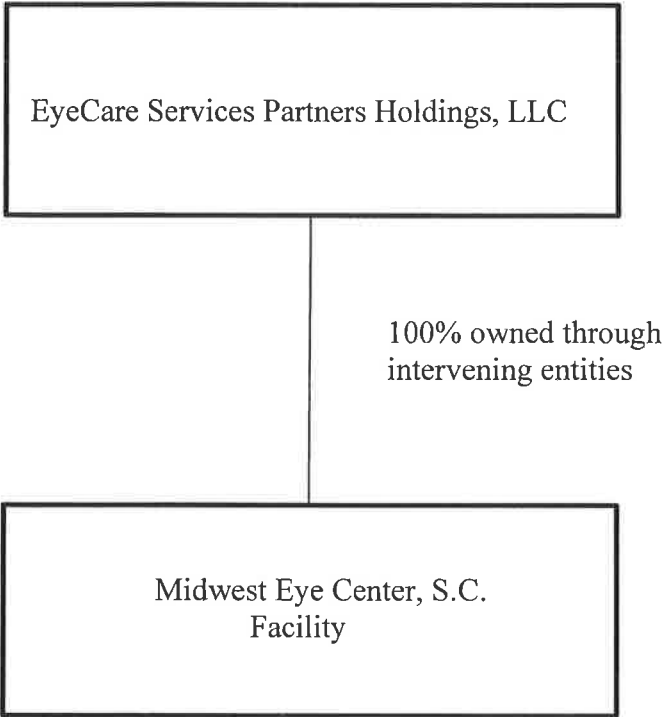 EyeCare Services Partners Holdings, LLC
100% owned through
intervening entities
Midwest Eye Center, S.C.
Facility